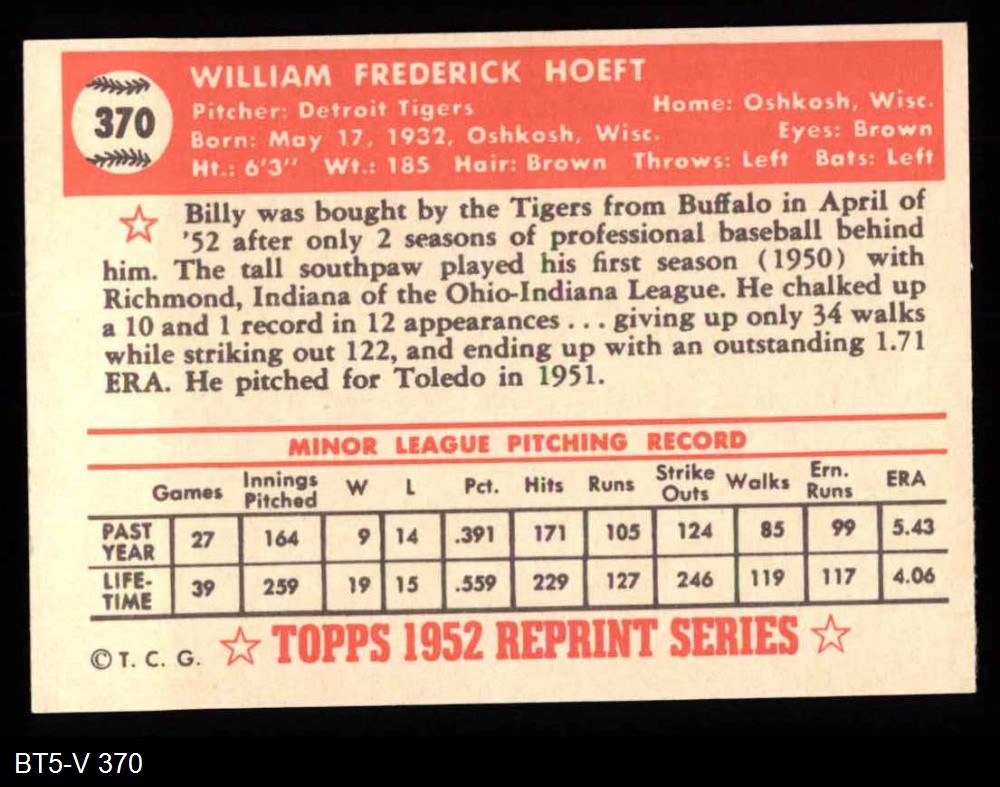 WILLIAM FREDERICK HOEFT
370
Pitcher: Detroit Tigers Home: Oshkosh, Wisc.
Born: May 17, 1932, Oshkosh, Wisc. Eyes: Brown
Ht.: 6'3" Wt.: 185 Hair: Brown Throws: Left Bats: Left
☆ Billy was bought by the Tigers from Buffalo in April of
'52 after only 2 seasons of professional baseball behind
him. The tall southpaw played his first season (1950) with
Richmond, Indiana of the Ohio-Indiana League. He chalked up
a 10 and 1 record in 12 appearances ... giving up only 34 walks
while striking out 122, and ending up with an outstanding 1.71
ERA. He pitched for Toledo in 1951.
MINOR LEAGUE PITCHING RECORD
Games Innings Pitched W L Pct. Hits Runs Strike Outs Walks Ern. Runs ERA
PAST YEAR 27 164 9 14 .391 171 105 124 85 99 5.43
LIFE-TIME 39 259 19 15 .559 229 127 246 119 117 4.06
© T. C. G. ☆ TOPPS 1952 REPRINT SERIES ☆
BT5-V 370